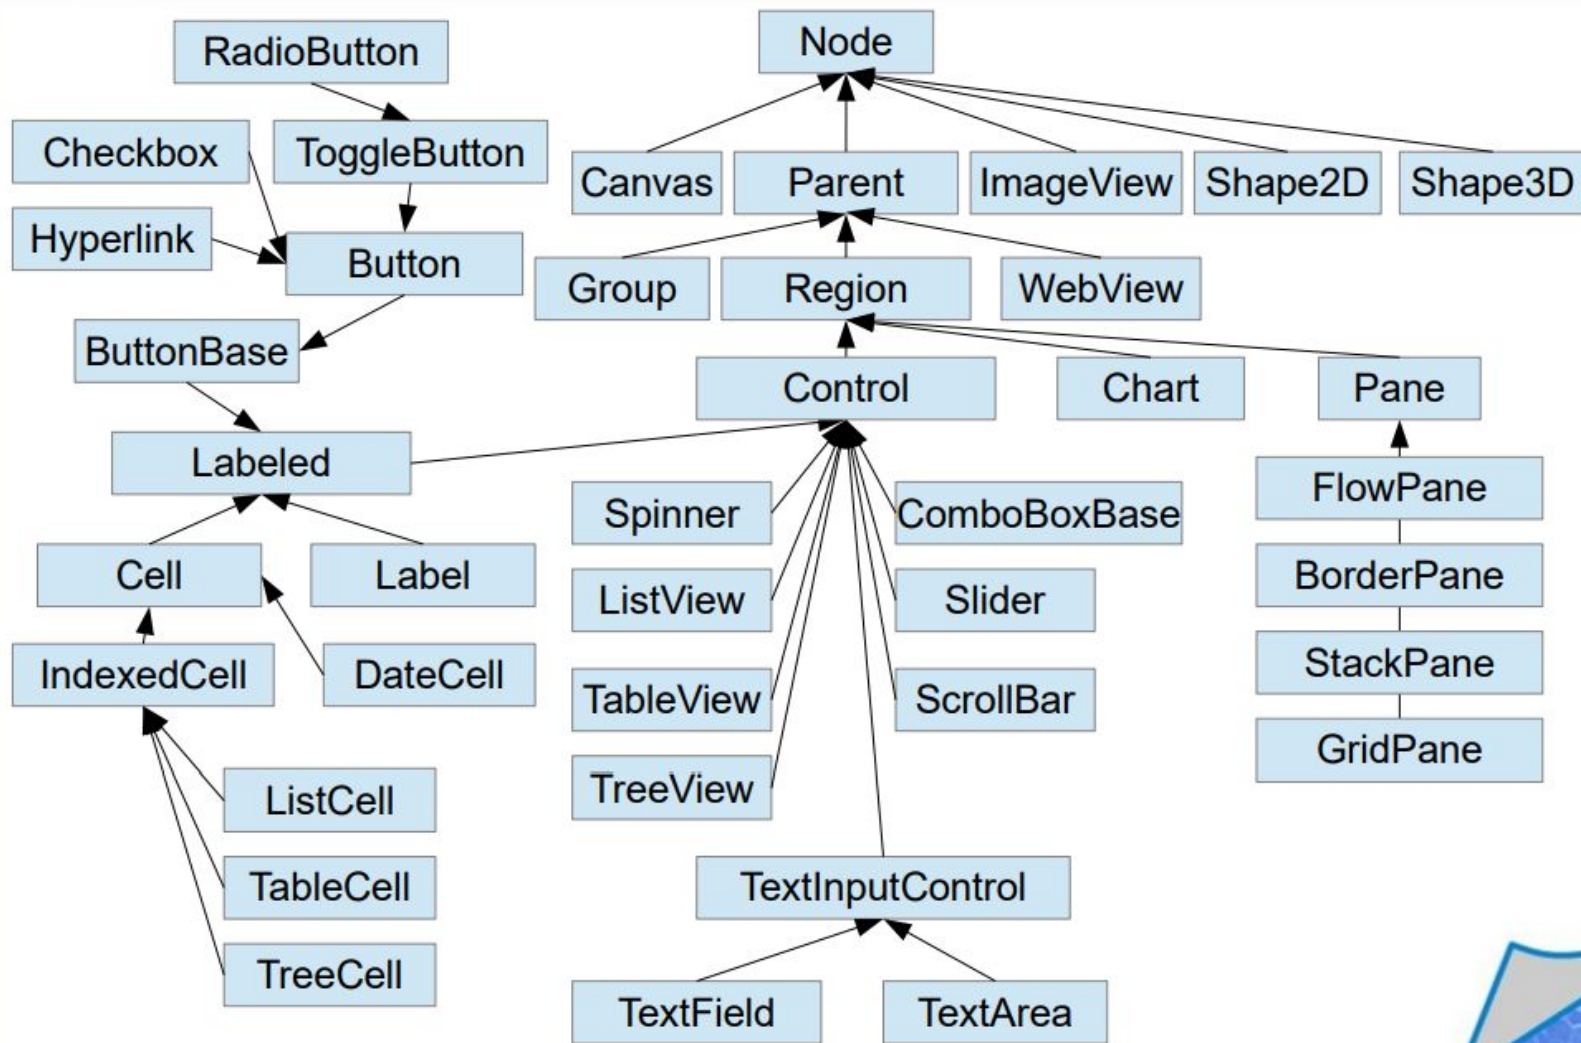 RadioButton
Node
Checkbox
ToggleButton
Canvas
Parent
ImageView
Shape2D
Shape3D
Hyperlink
Button
Group
Region
WebView
ButtonBase
Control
Chart
Pane
Labeled
Spinner
ComboBoxBase
FlowPane
Cell
Label
ListView
Slider
BorderPane
IndexedCell
DateCell
TableView
ScrollBar
StackPane
ListCell
TreeView
GridPane
TableCell
TextInputControl
TreeCell
TextField
TextArea